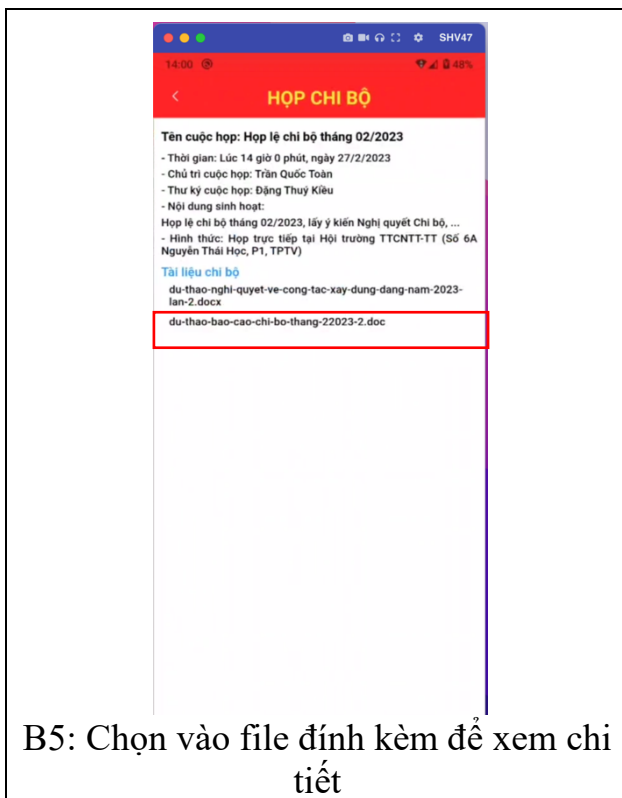 SHV47
14:00
48%
HỌP CHI BỘ
Tên cuộc họp: Họp lệ chi bộ tháng 02/2023
- Thời gian: Lúc 14 giờ 0 phút, ngày 27/2/2023
- Chủ trì cuộc họp: Trần Quốc Toàn
- Thư ký cuộc họp: Đặng Thuý Kiều
- Nội dung sinh hoạt:
Họp lệ chi bộ tháng 02/2023, lấy ý kiến Nghị quyết Chi bộ, ...
- Hình thức: Họp trực tiếp tại Hội trường TTCNTT-TT (Số 6A
Nguyễn Thái Học, P1, TPTV)
Tài liệu chi bộ
du-thao-nghi-quyet-ve-cong-tac-xay-dung-dang-nam-2023-
lan-2.docx
du-thao-bao-cao-chi-bo-thang-22023-2.doc
B5: Chọn vào file đính kèm để xem chi
tiết